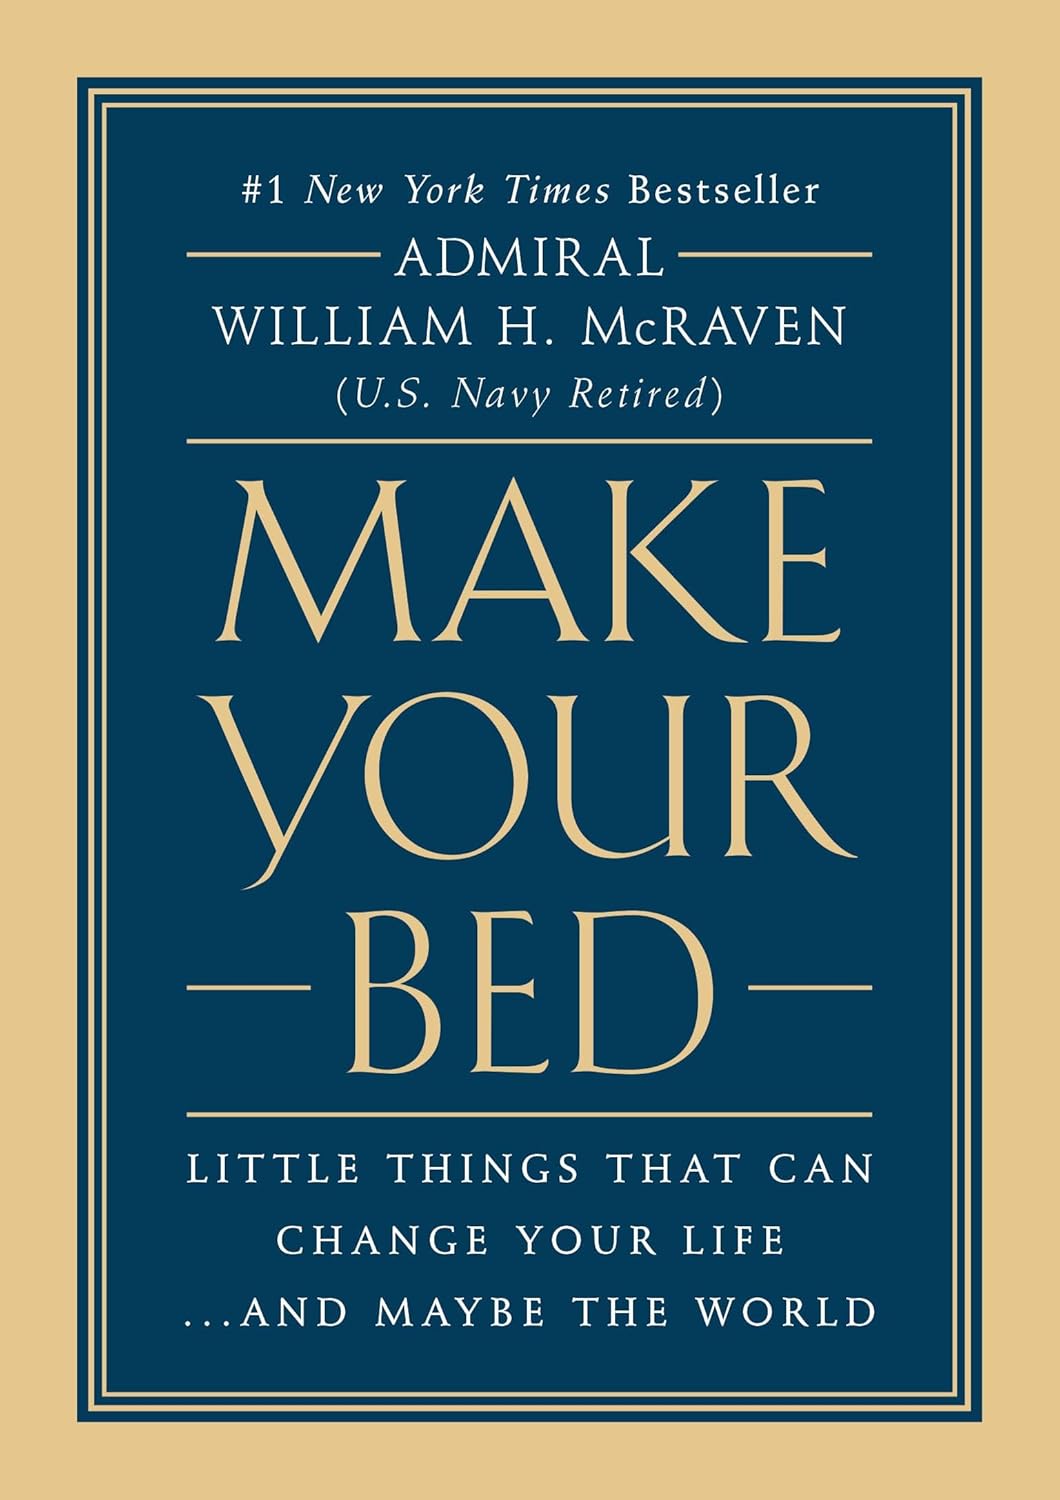 #1 New York Times Bestseller
ADMIRAL
WILLIAM H. McRAVEN
(U.S. Navy Retired)
MAKE
YOUR
BED
LITTLE THINGS THAT CAN
CHANGE YOUR LIFE
...AND MAYBE THE WORLD